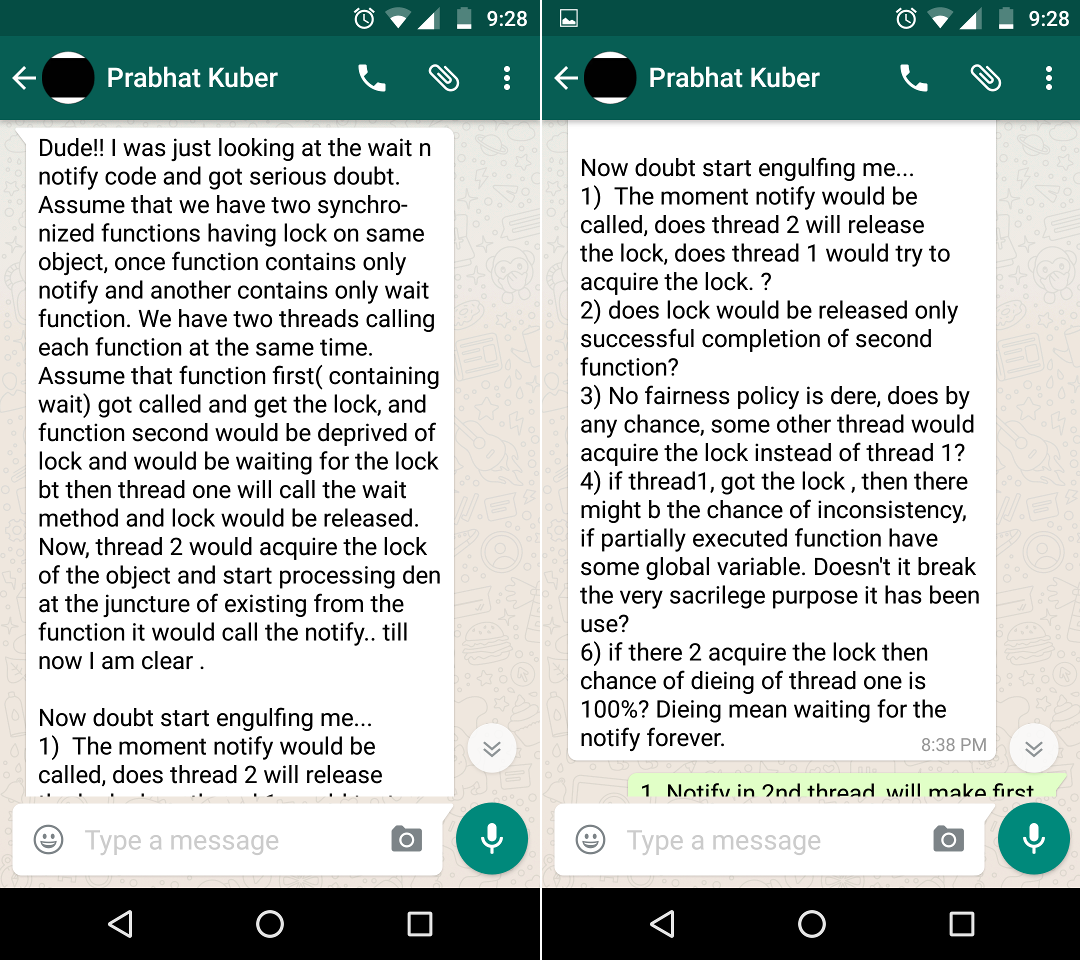 9:28
Prabhat Kuber
Dude!! I was just looking at the wait n
notify code and got serious doubt.
Assume that we have two synchro-
nized functions having lock on same
object, once function contains only
notify and another contains only wait
function. We have two threads calling
each function at the same time.
Assume that function first( containing
wait) got called and get the lock, and
function second would be deprived of
lock and would be waiting for the lock
bt then thread one will call the wait
method and lock would be released.
Now, thread 2 would acquire the lock
of the object and start processing den
at the juncture of existing from the
function it would call the notify.. till
now I am clear .
Now doubt start engulfing me...
1)  The moment notify would be
called, does thread 2 will release
Type a message
9:28
Prabhat Kuber
Now doubt start engulfing me...
1)  The moment notify would be
called, does thread 2 will release
the lock, does thread 1 would try to
acquire the lock. ?
2) does lock would be released only
successful completion of second
function?
3) No fairness policy is dere, does by
any chance, some other thread would
acquire the lock instead of thread 1?
4) if thread1, got the lock , then there
might b the chance of inconsistency,
if partially executed function have
some global variable. Doesn't it break
the very sacrilege purpose it has been
use?
6) if there 2 acquire the lock then
chance of dieing of thread one is
100%? Dieing mean waiting for the
notify forever.
8:38 PM
1. Notify in 2nd thread, will make first
Type a message